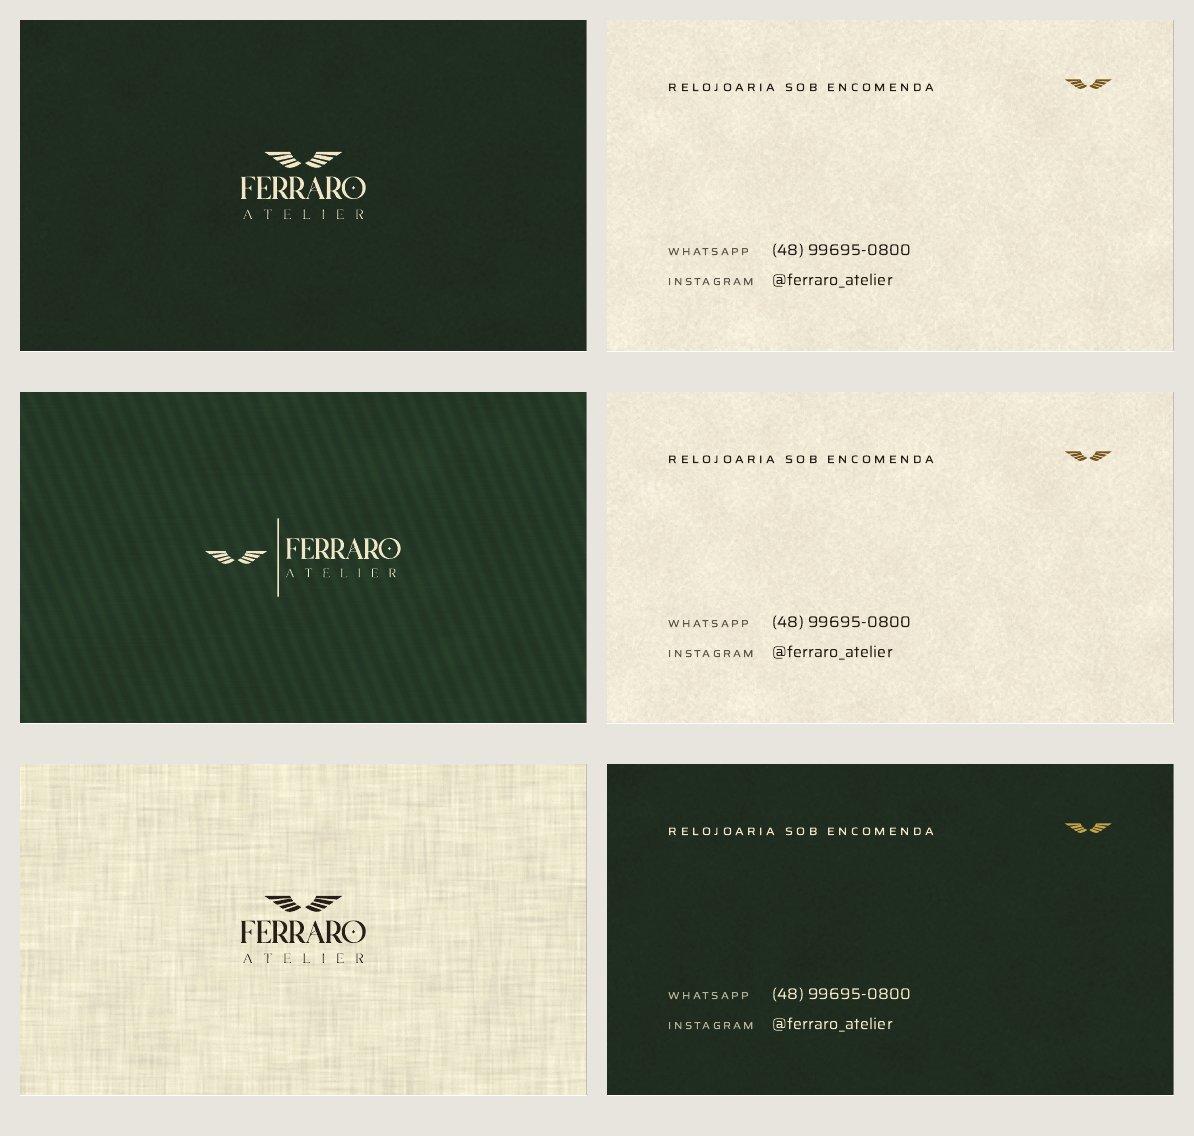 FERRARO
ATELIER
RELOJOARIA SOB ENCOMENDA
WHATSAPP (48) 99695-0800
INSTAGRAM @ferraro_atelier
FERRARO
ATELIER
RELOJOARIA SOB ENCOMENDA
WHATSAPP (48) 99695-0800
INSTAGRAM @ferraro_atelier
FERRARO
ATELIER
RELOJOARIA SOB ENCOMENDA
WHATSAPP (48) 99695-0800
INSTAGRAM @ferraro_atelier